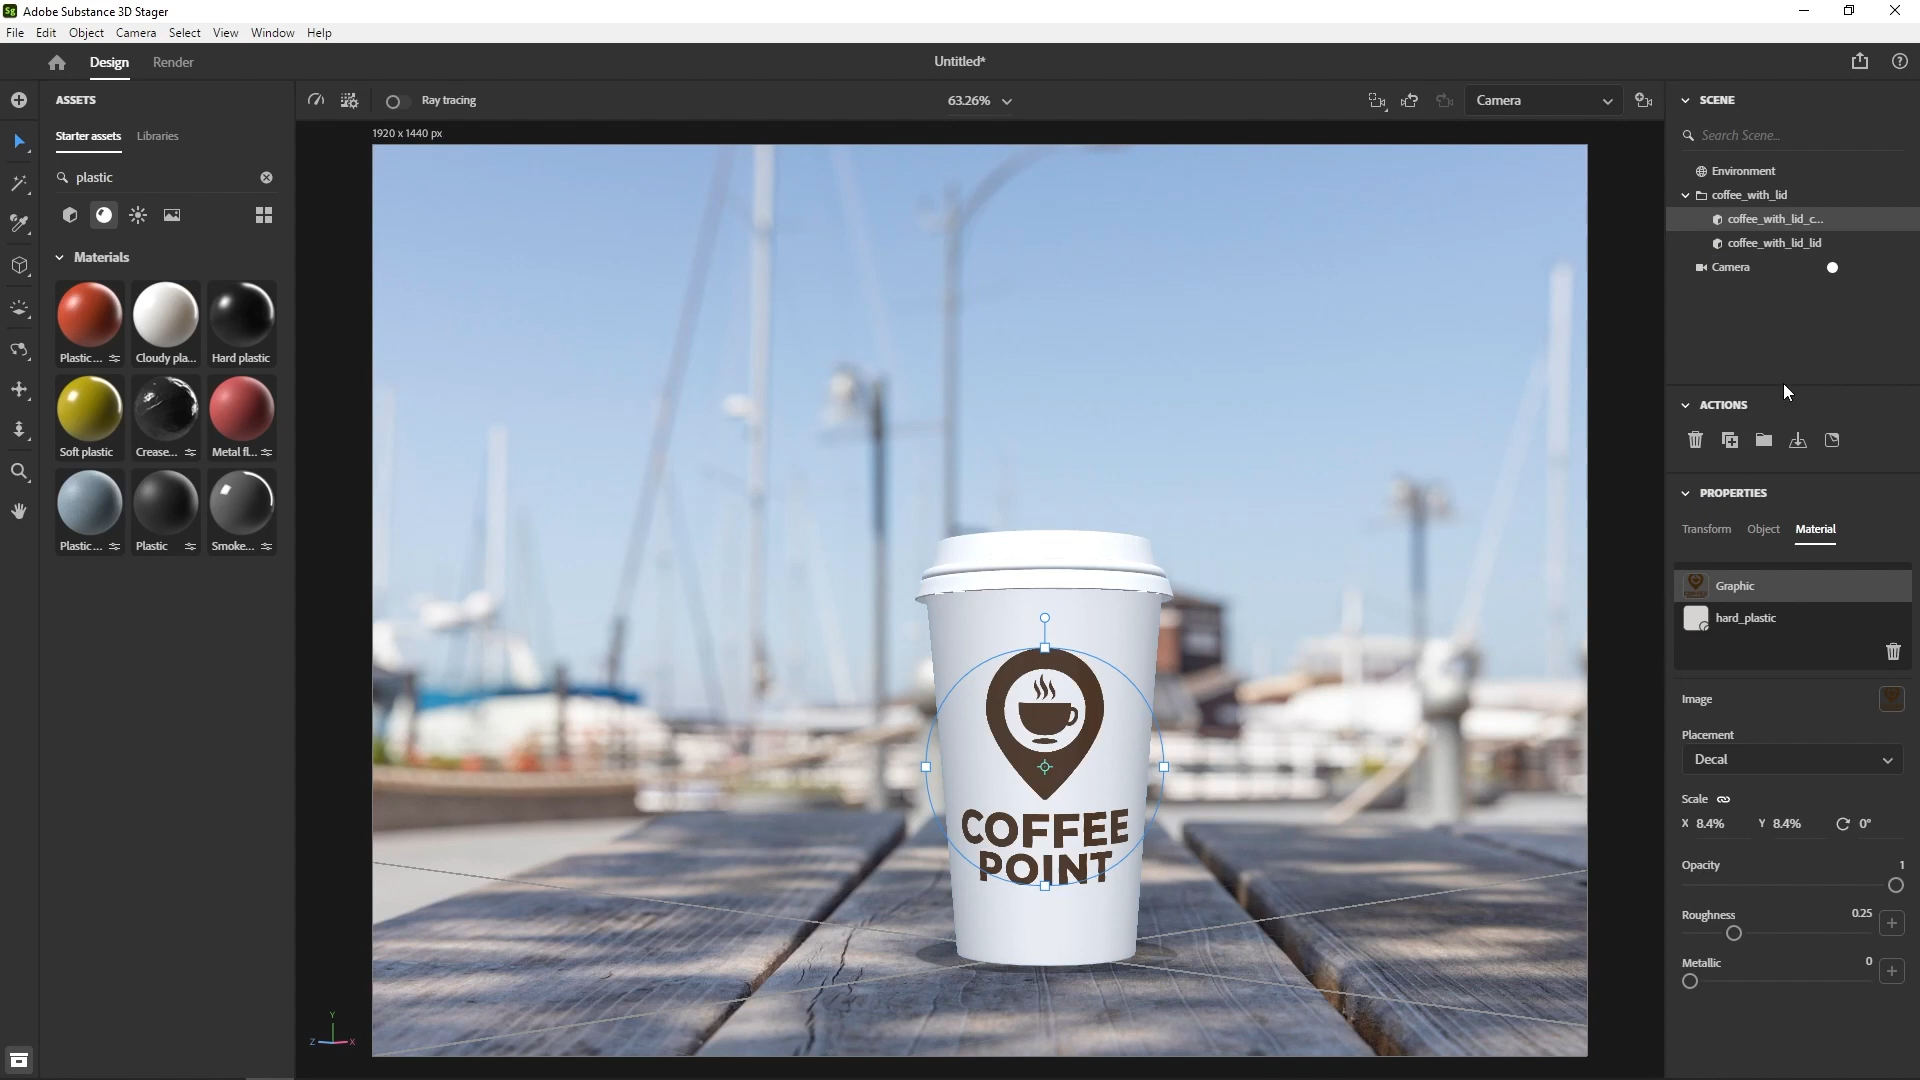 Sg Adobe Substance 3D Stager
File Edit Object Camera Select View Window Help
Design Render
Untitled*
ASSETS
Starter assets Libraries
plastic
Materials
Plastic... Cloudy pla... Hard plastic
Soft plastic Crease... Metal fl...
Plastic... Plastic Smoke...
Ray tracing
63.26%
Camera
1920 x 1440 px
COFFEE
POINT
Y
Z X
SCENE
Search Scene...
Environment
coffee_with_lid
coffee_with_lid_c...
coffee_with_lid_lid
Camera
ACTIONS
PROPERTIES
Transform Object Material
Graphic
hard_plastic
Image
Placement
Decal
Scale
X 8.4% Y 8.4% 0°
Opacity 1
Roughness 0.25
Metallic 0